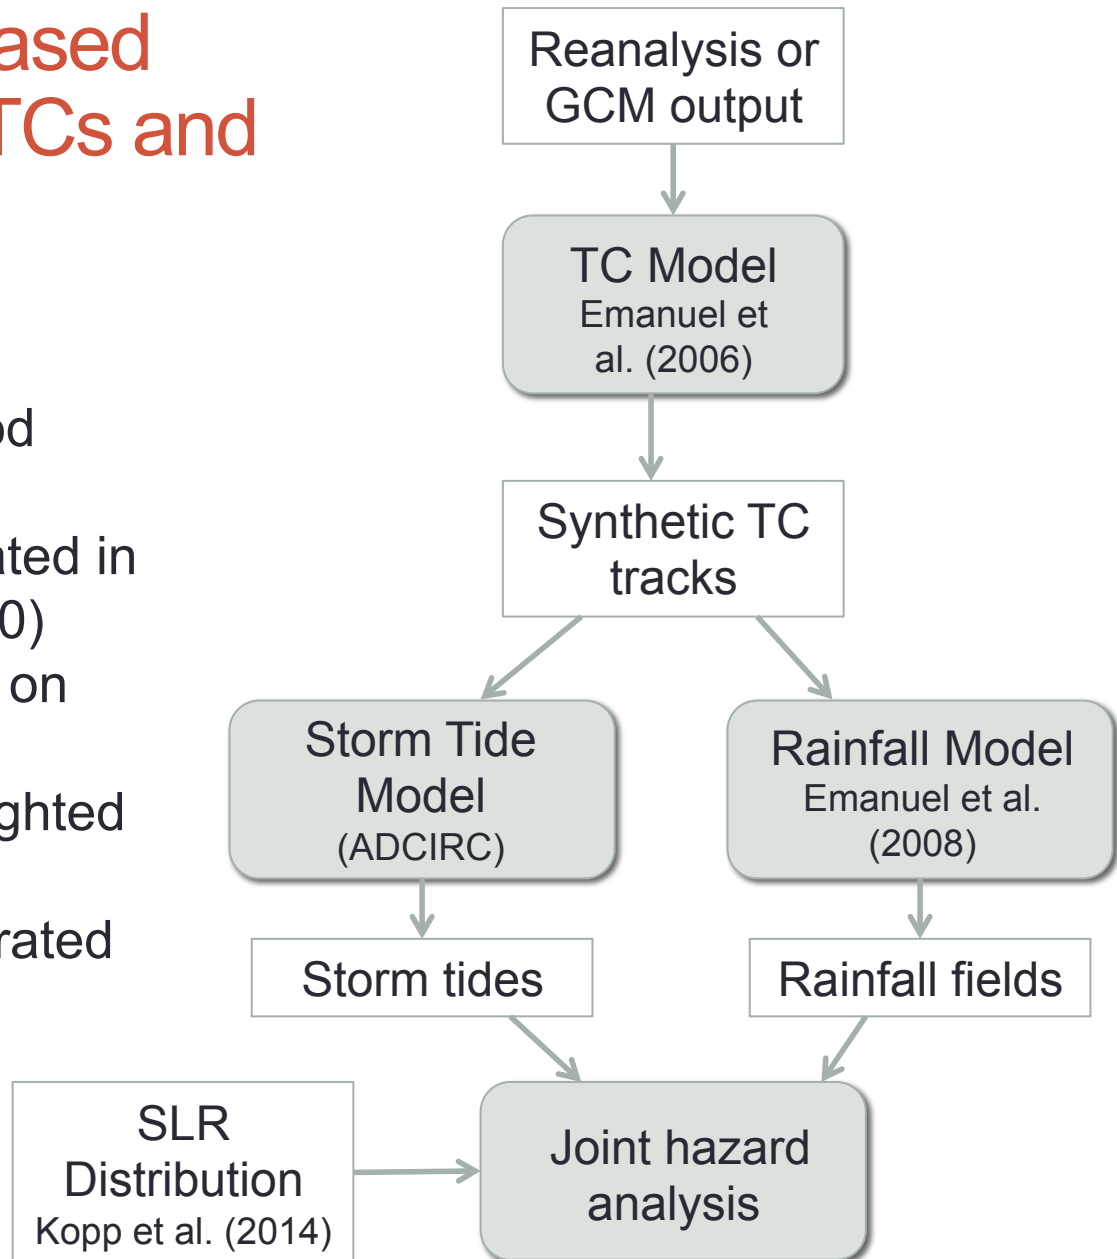 ased
TCs and
od
ated in
0)
on
ghted
rated
Reanalysis or
GCM output
TC Model
Emanuel et
al. (2006)
Synthetic TC
tracks
Storm Tide
Model
(ADCIRC)
Rainfall Model
Emanuel et al.
(2008)
Storm tides
Rainfall fields
SLR
Distribution
Kopp et al. (2014)
Joint hazard
analysis